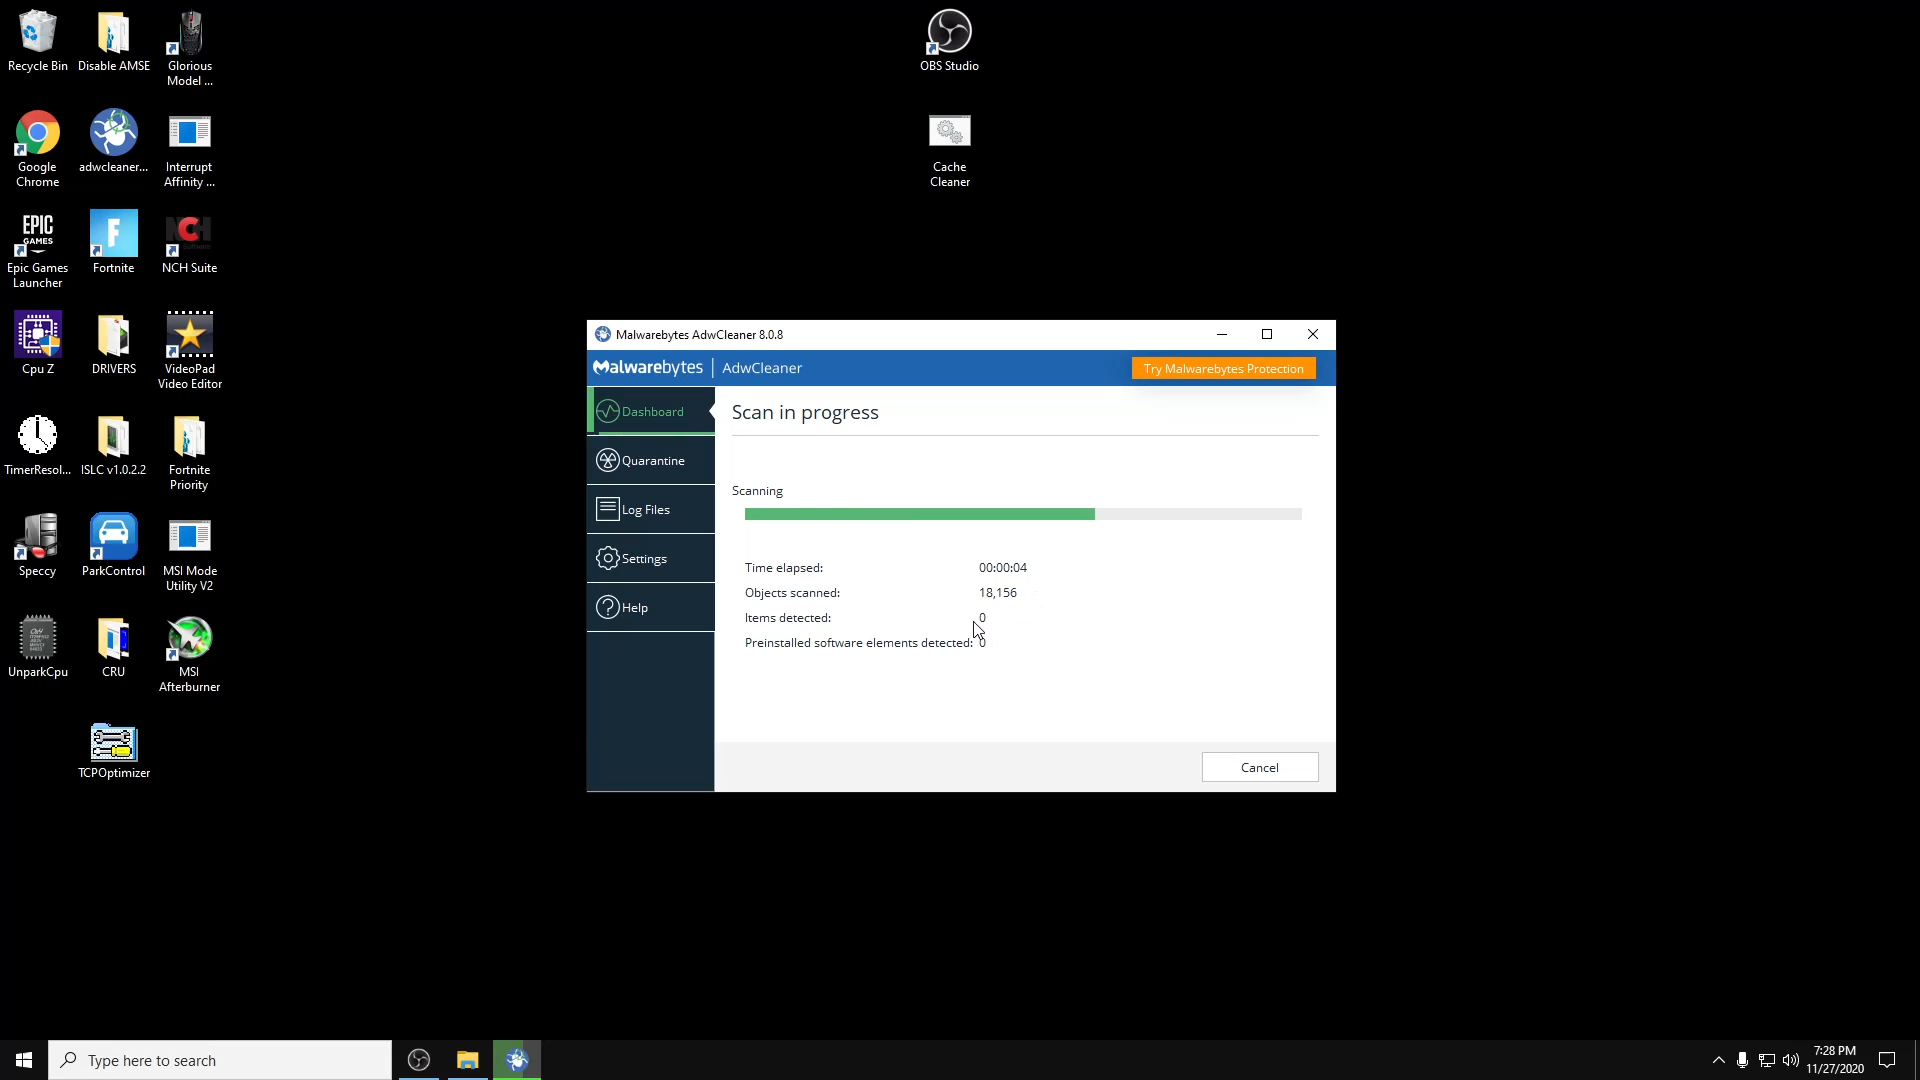 Recycle Bin
Disable AMSE
Glorious
Model ...
OBS Studio
Google
Chrome
adwcleaner...
Interrupt
Affinity ...
Cache
Cleaner
EPIC
GAMES
Epic Games
Launcher
F
Fortnite
NCH
NCH Suite
Cpu Z
DRIVERS
VideoPad
Video Editor
TimerResol...
ISLC v1.0.2.2
Fortnite
Priority
Speccy
ParkControl
MSI Mode
Utility V2
UnparkCpu
CRU
MSI
Afterburner
TCPOptimizer
Malwarebytes AdwCleaner 8.0.8
Malwarebytes | AdwCleaner
Try Malwarebytes Protection
Dashboard
Quarantine
Log Files
Settings
Help
Scan in progress
Scanning
Time elapsed: 00:00:04
Objects scanned: 18,156
Items detected: 0
Preinstalled software elements detected: 0
Cancel
Type here to search
7:28 PM
11/27/2020